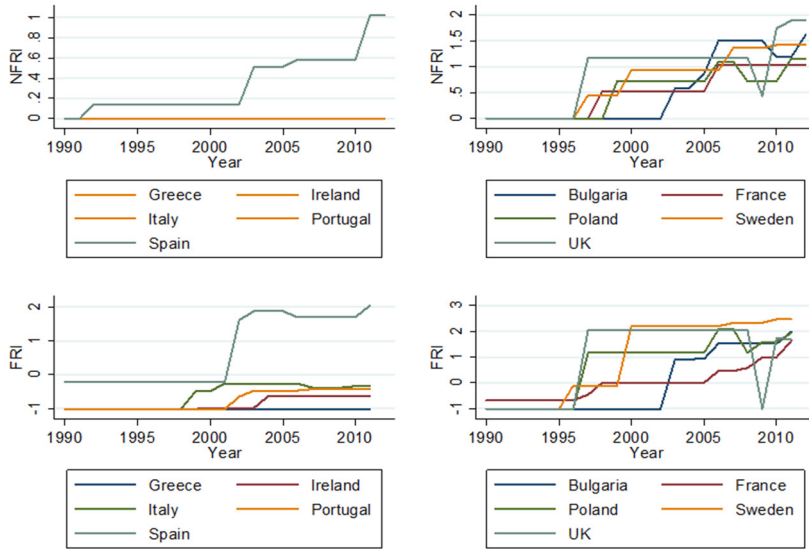 NFRI
0 .2 .4 .6 .8 1
1990 1995 2000 2005 2010
Year
Greece Ireland
Italy Portugal
Spain
NFRI
0 .5 1 1.5 2
1990 1995 2000 2005 2010
Year
Bulgaria France
Poland Sweden
UK
FRI
-1 0 1 2
1990 1995 2000 2005 2010
Year
Greece Ireland
Italy Portugal
Spain
FRI
-1 0 1 2 3
1990 1995 2000 2005 2010
Year
Bulgaria France
Poland Sweden
UK